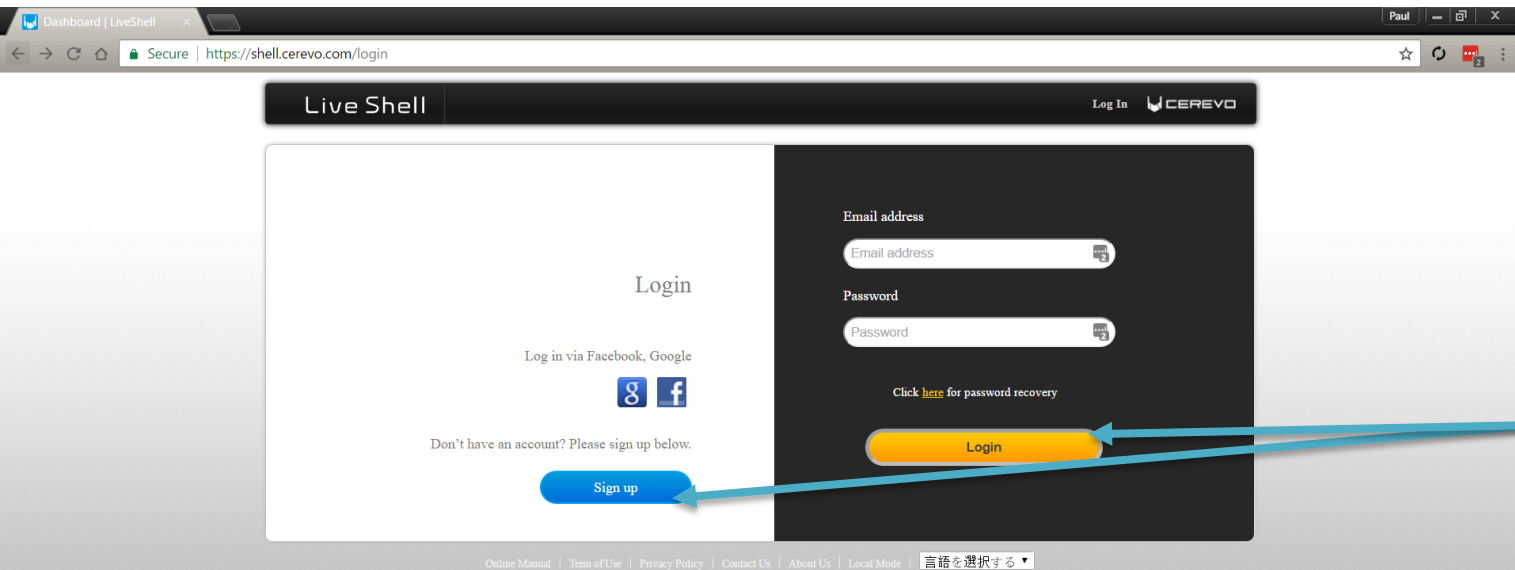 Dashboard | LiveShell
Paul
Secure | https://shell.cerevo.com/login
2
Live Shell
Log In
CEREVO
Login
Log in via Facebook, Google
g f
Don't have an account? Please sign up below.
Sign up
Email address
Email address
2
Password
Password
2
Click here for password recovery
Login
Online Manual | Term of Use | Privacy Policy | Contact Us | About Us | Local Mode | 言語を選択する